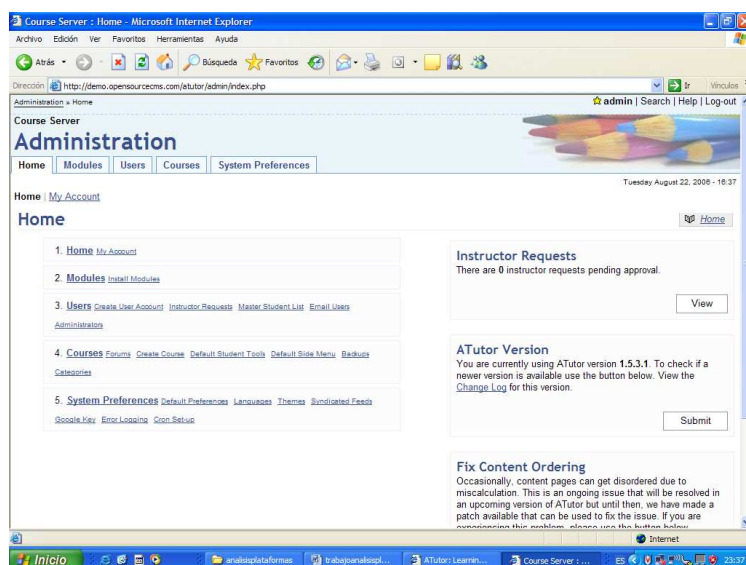 Course Server : Home - Microsoft Internet Explorer
Archivo Edición Ver Favoritos Herramientas Ayuda
Atrás Búsqueda Favoritos
Dirección http://demo.opensourcecms.com/atutor/admin/index.php Ir Vínculos
Administration » Home admin | Search | Help | Log-out
Course Server
Administration
Home Modules Users Courses System Preferences
Tuesday August 22, 2006 - 16:37
Home | My Account
Home Home
1. Home My Account
2. Modules Install Modules
3. Users Create User Account Instructor Requests Master Student List Email Users
Administrators
4. Courses Forums Create Course Default Student Tools Default Side Menu Backups
Categories
5. System Preferences Default Preferences Languages Themes Syndicated Feeds
Google Key Error Logging Cron Set-up
Instructor Requests
There are 0 instructor requests pending approval.
View
ATutor Version
You are currently using ATutor version 1.5.3.1. To check if a
newer version is available use the button below. View the
Change Log for this version.
Submit
Fix Content Ordering
Occasionally, content pages can get disordered due to
miscalculation. This is an ongoing issue that will be resolved in
an upcoming version of ATutor but until then, we have made a
patch available that can be used to fix the issue. If you are
experiencing this problem, please use the button below
Internet
Inicio analisisplataformas trabajoanalisispl... ATutor: Learnin... Course Server : ... ES 23:37